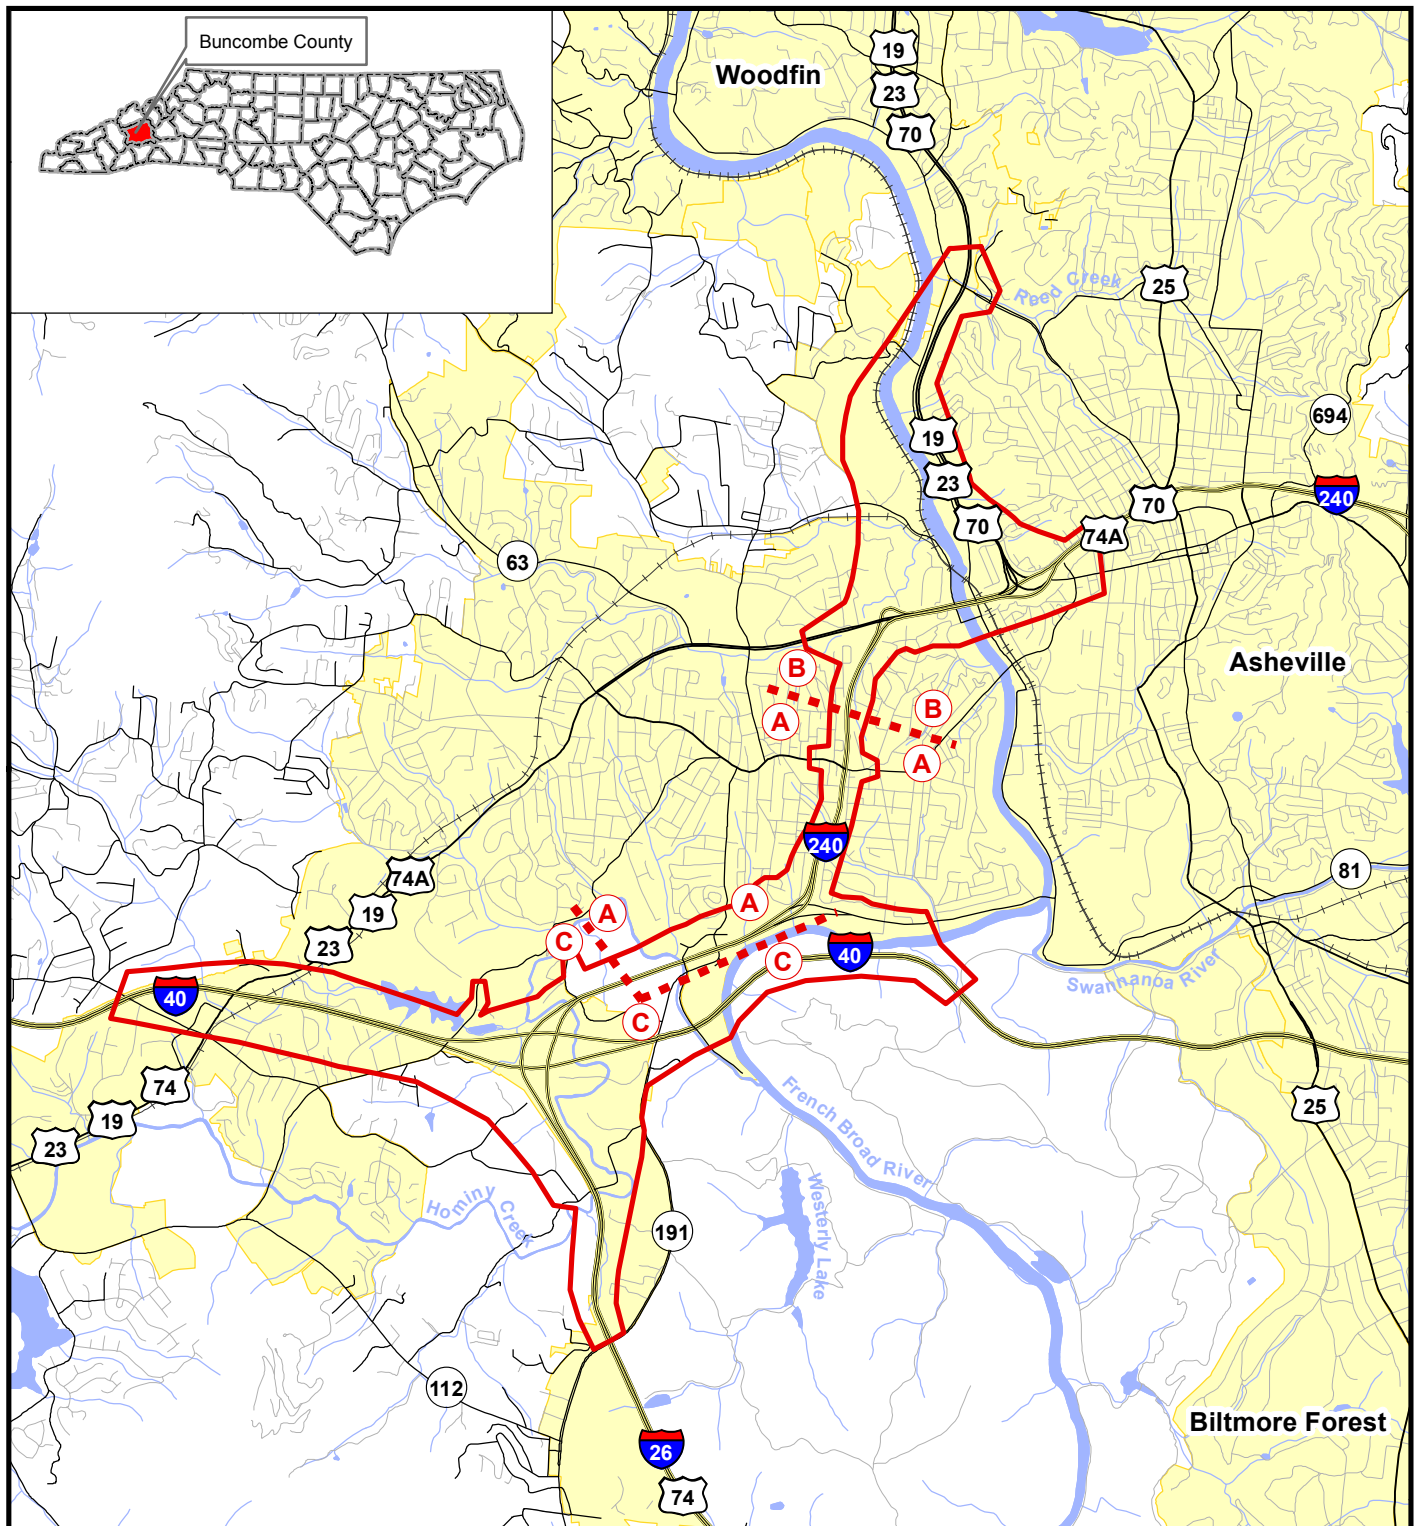 Buncombe County
Woodfin
19
23
70
Reed Creek
25
694
19
23
70
74A
70
240
63
Asheville
B
A
B
A
240
81
74A
19
23
A
A
C
C
C
40
40
Swannanoa River
74
19
23
25
French Broad River
Westerly Lake
Hominy Creek
191
112
26
74
Biltmore Forest